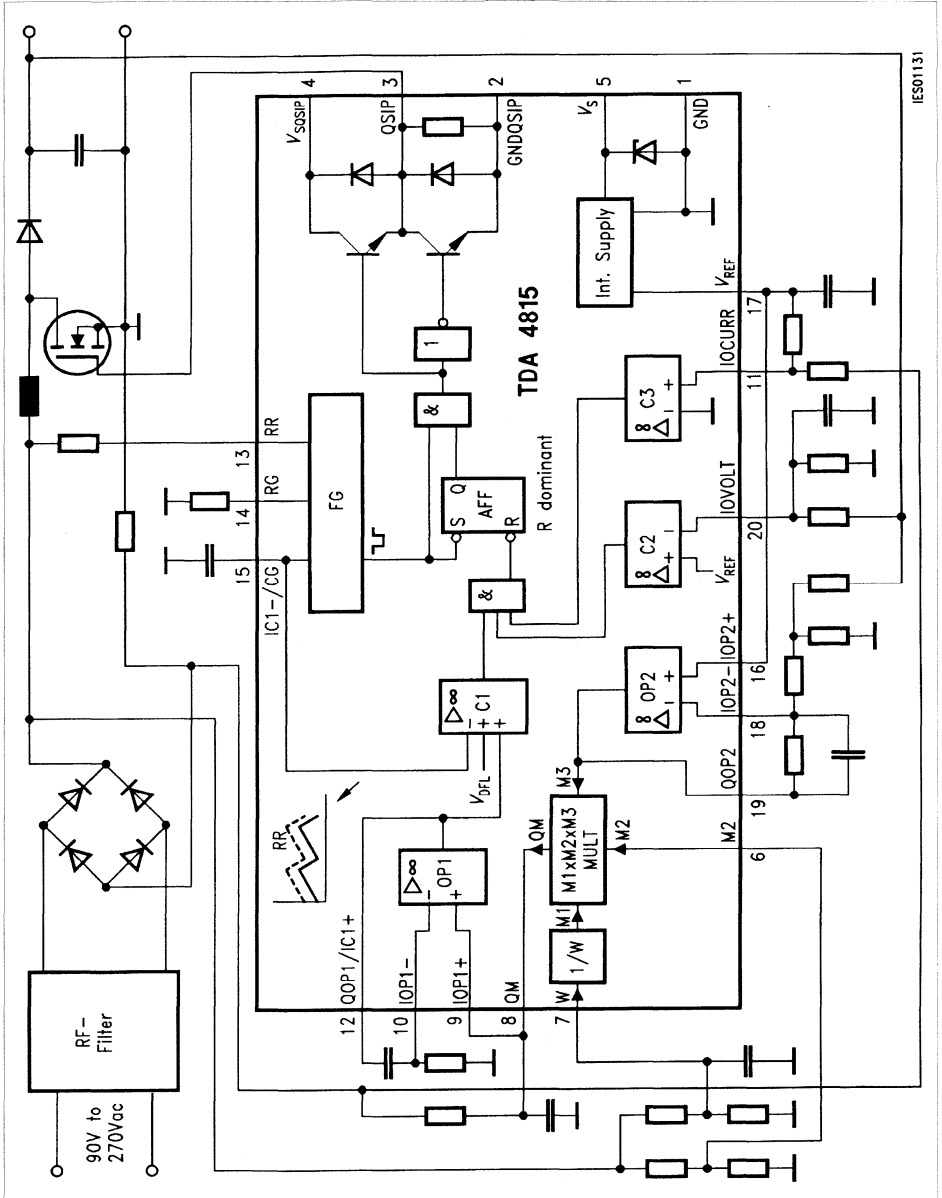 IES01131
4
3
2
5
1
VSQSIP
QSIP
GNDQSIP
VS
GND
Int. Supply
VREF
17
1
TDA 4815
&
IOCURR
11
C3
∞
+
−
13
RR
14
RG
15
IC1-/CG
FG
S
Q
AFF
R
R dominant
&
IOVOLT
20
C2
∞
+
−
VREF
C1
∞
−
+
+
VDFL
RR
OP1
∞
−
+
OP2
∞
−
+
IOP2+
16
IOP2-
18
QOP2
19
M3
QM
M1xM2xM3
MULT
M2
M2
6
M1
1/W
W
12
QOP1/IC1+
10
IOP1-
9
IOP1+
8
QM
7
RF-
Filter
90V to
270Vac